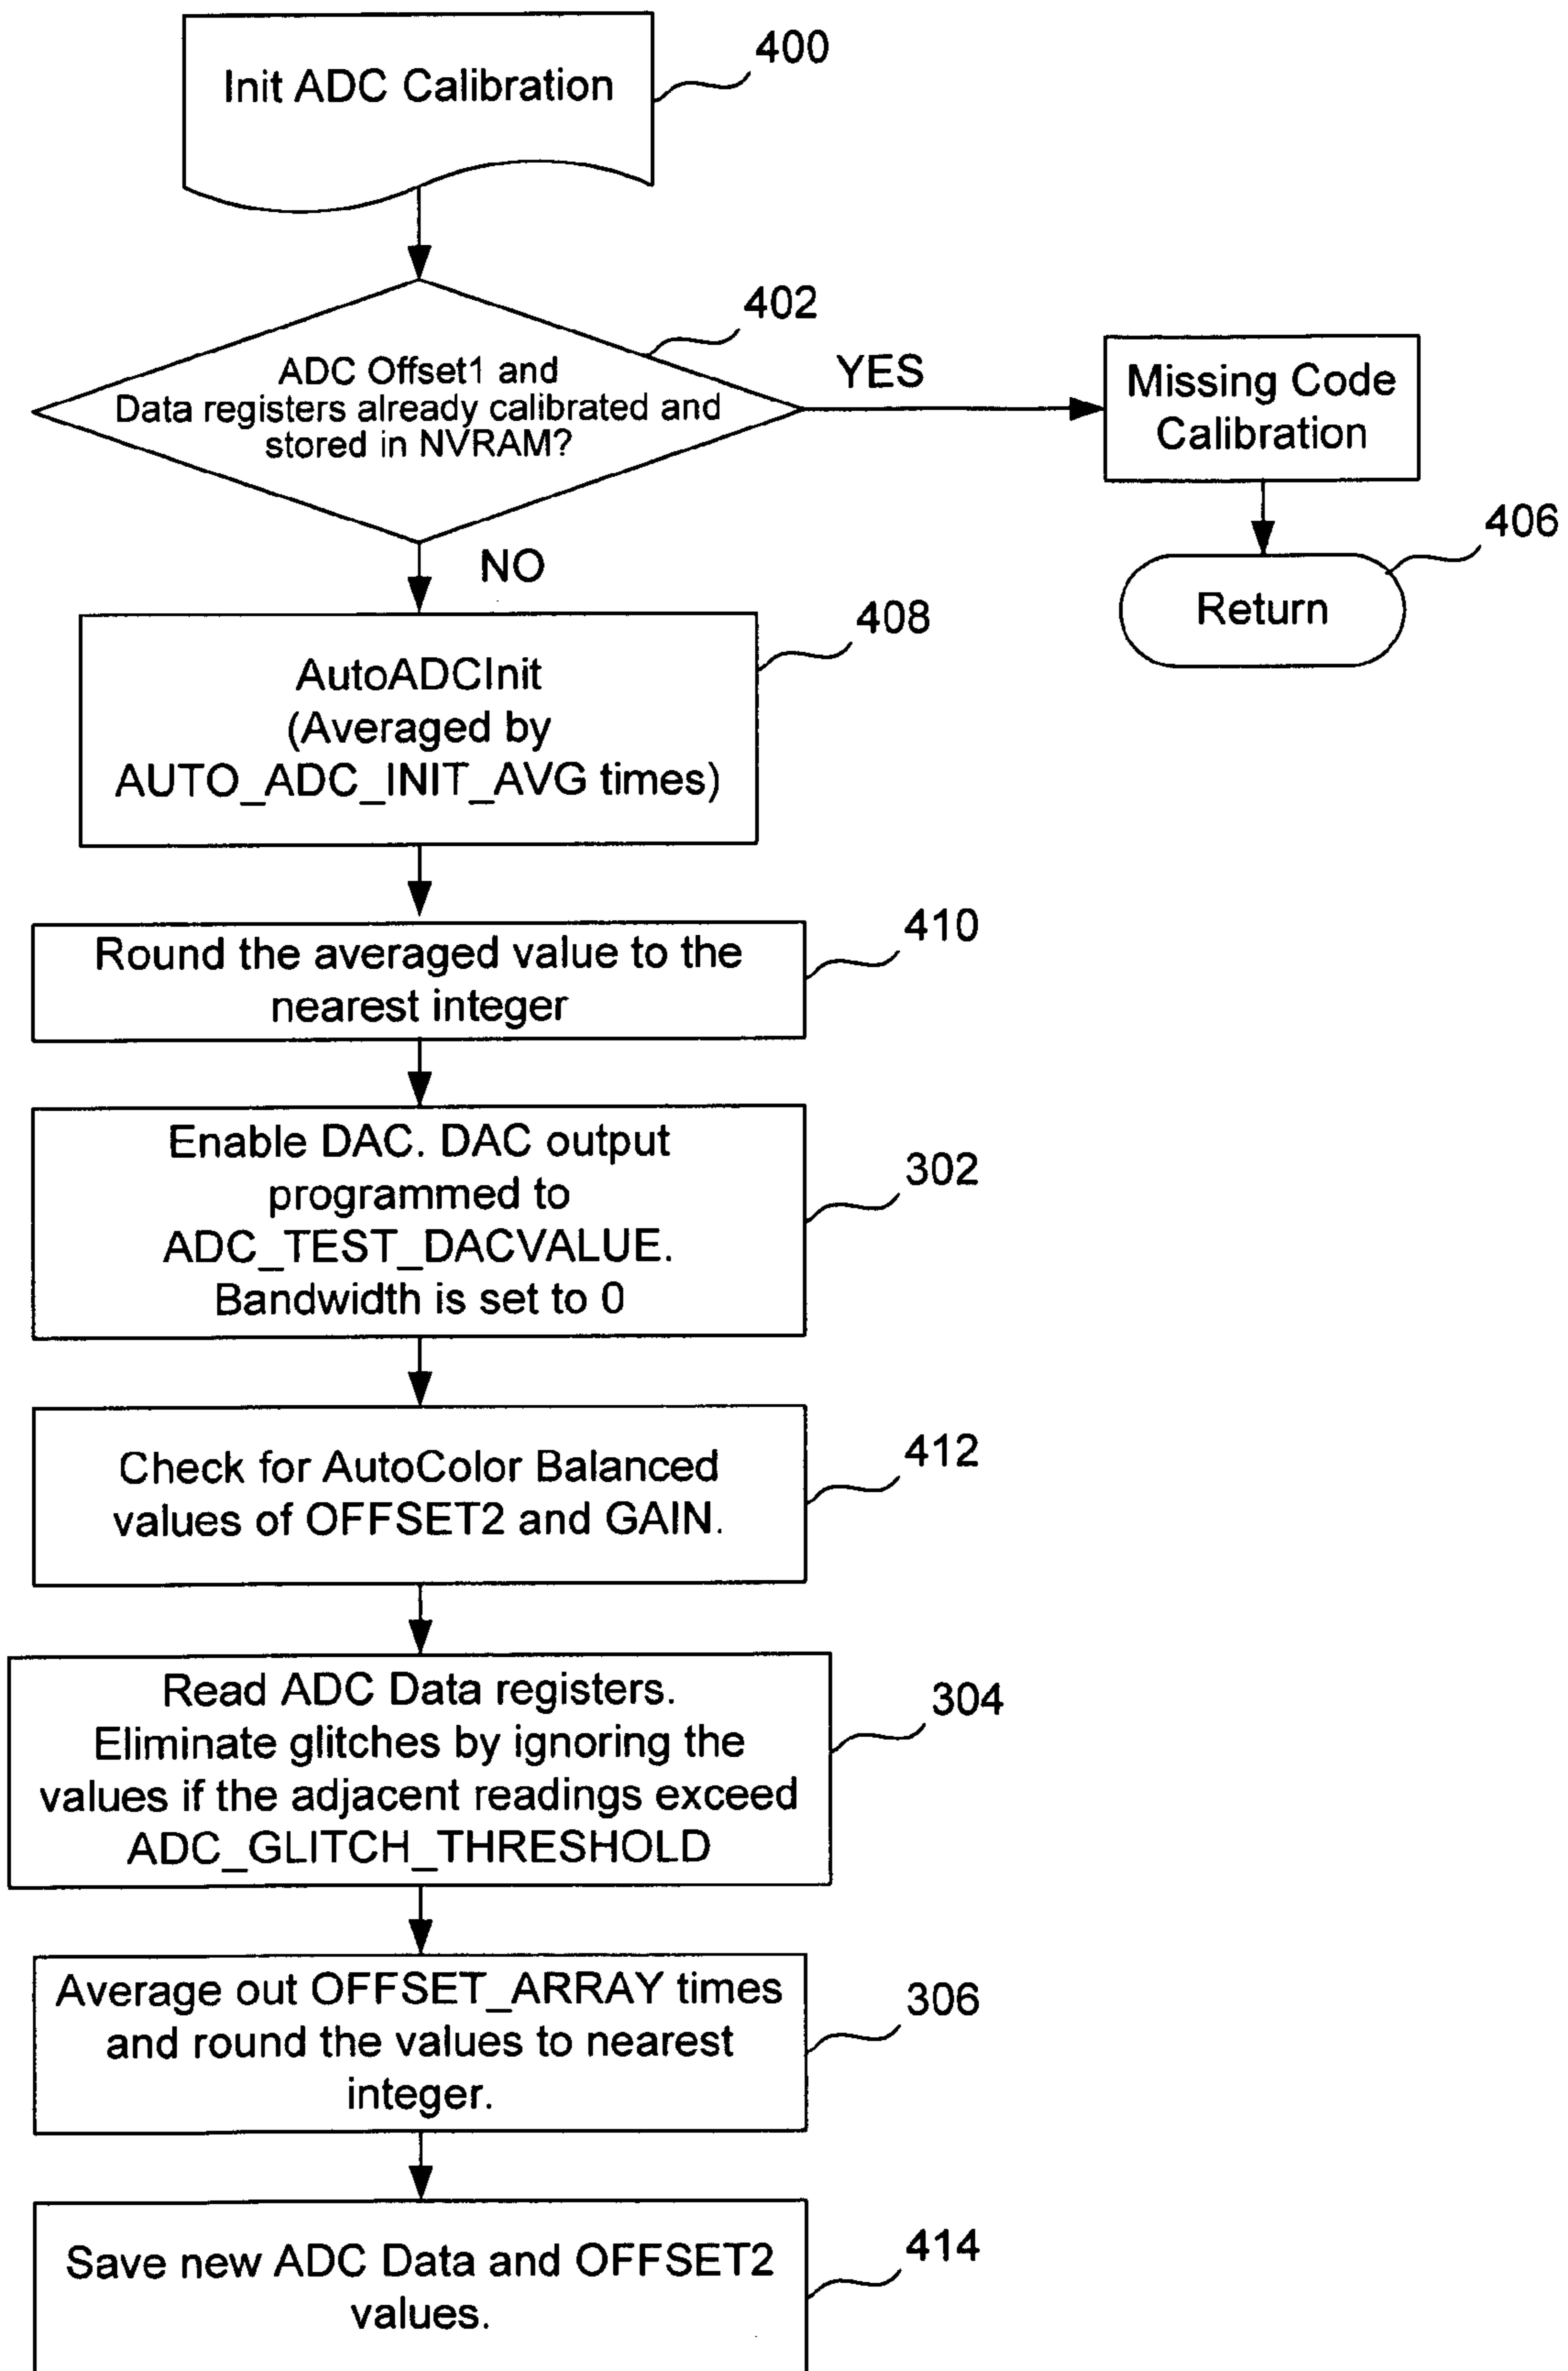 Init ADC Calibration
400
402
ADC Offset1 and
Data registers already calibrated and
stored in NVRAM?
YES
Missing Code
Calibration
406
Return
NO
408
AutoADCInit
(Averaged by
AUTO_ADC_INIT_AVG times)
410
Round the averaged value to the
nearest integer
Enable DAC. DAC output
programmed to
ADC_TEST_DACVALUE.
Bandwidth is set to 0
302
Check for AutoColor Balanced
values of OFFSET2 and GAIN.
412
Read ADC Data registers.
Eliminate glitches by ignoring the
values if the adjacent readings exceed
ADC_GLITCH_THRESHOLD
304
Average out OFFSET_ARRAY times
and round the values to nearest
integer.
306
Save new ADC Data and OFFSET2
values.
414